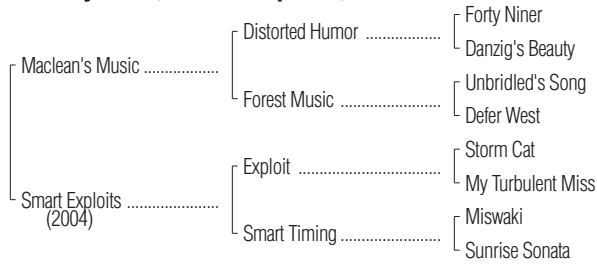 Forty Niner
Distorted Humor ..................
Danzig's Beauty
Maclean's Music ..................
Unbridled's Song
Forest Music ........................
Defer West
Storm Cat
Exploit ..................................
My Turbulent Miss
Smart Exploits ......................
(2004)
Miswaki
Smart Timing ........................
Sunrise Sonata